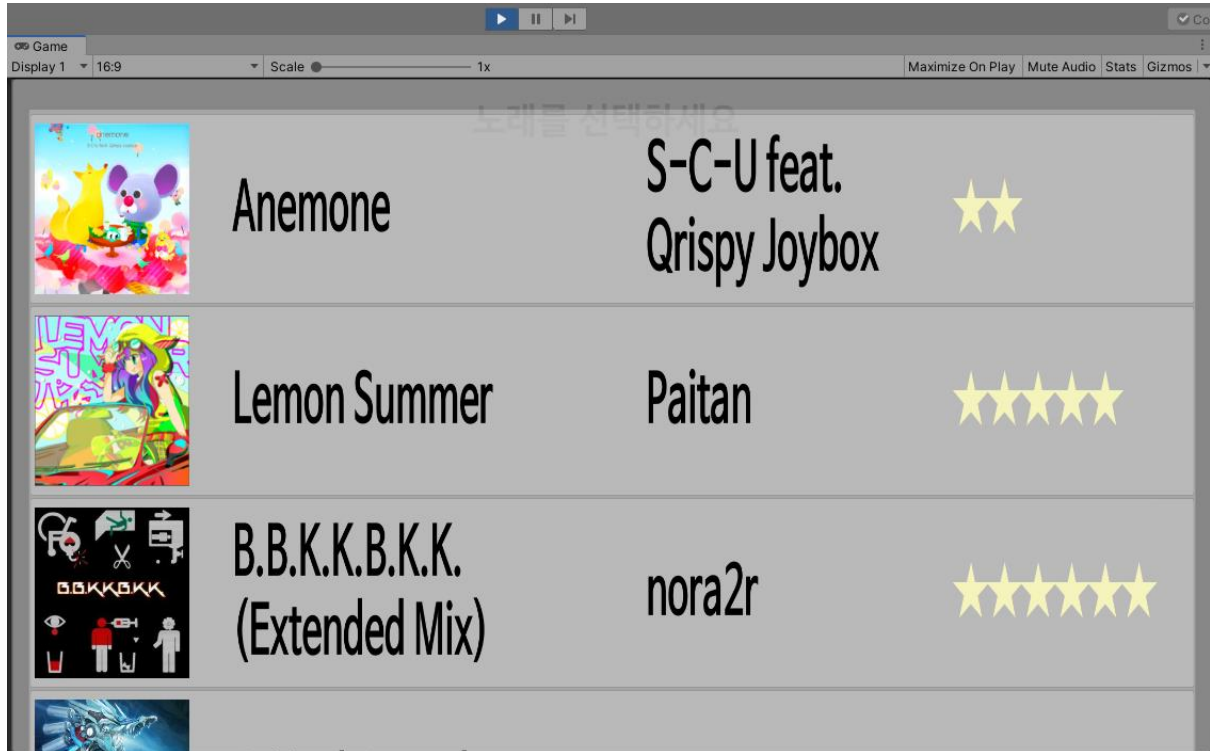 Game
Display 1 16:9 Scale 1x Maximize On Play Mute Audio Stats Gizmos
노래를 선택하세요
anemone
Anemone
S-C-U feat.
Qrispy Joybox
LEMON
Lemon Summer
Paitan
B.B.K.K.B.K.K.
B.B.K.K.B.K.K.
(Extended Mix)
nora2r